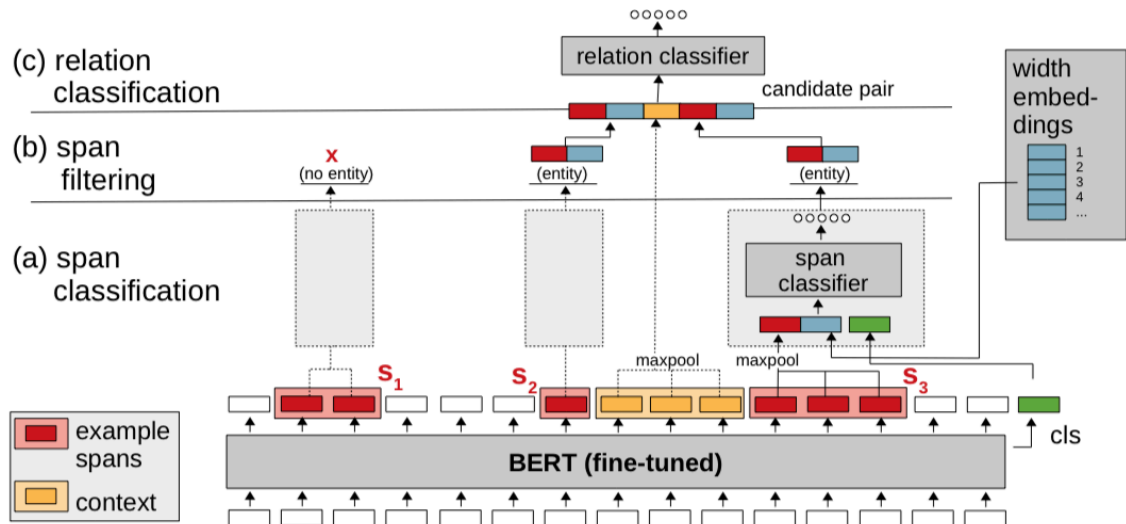 (c) relation
classification
relation classifier
candidate pair
width
embed-
dings
1
2
3
4
...
(b) span
filtering
x
(no entity)
(entity)
(entity)
(a) span
classification
span
classifier
maxpool
maxpool
S1
S2
S3
cls
BERT (fine-tuned)
example
spans
context